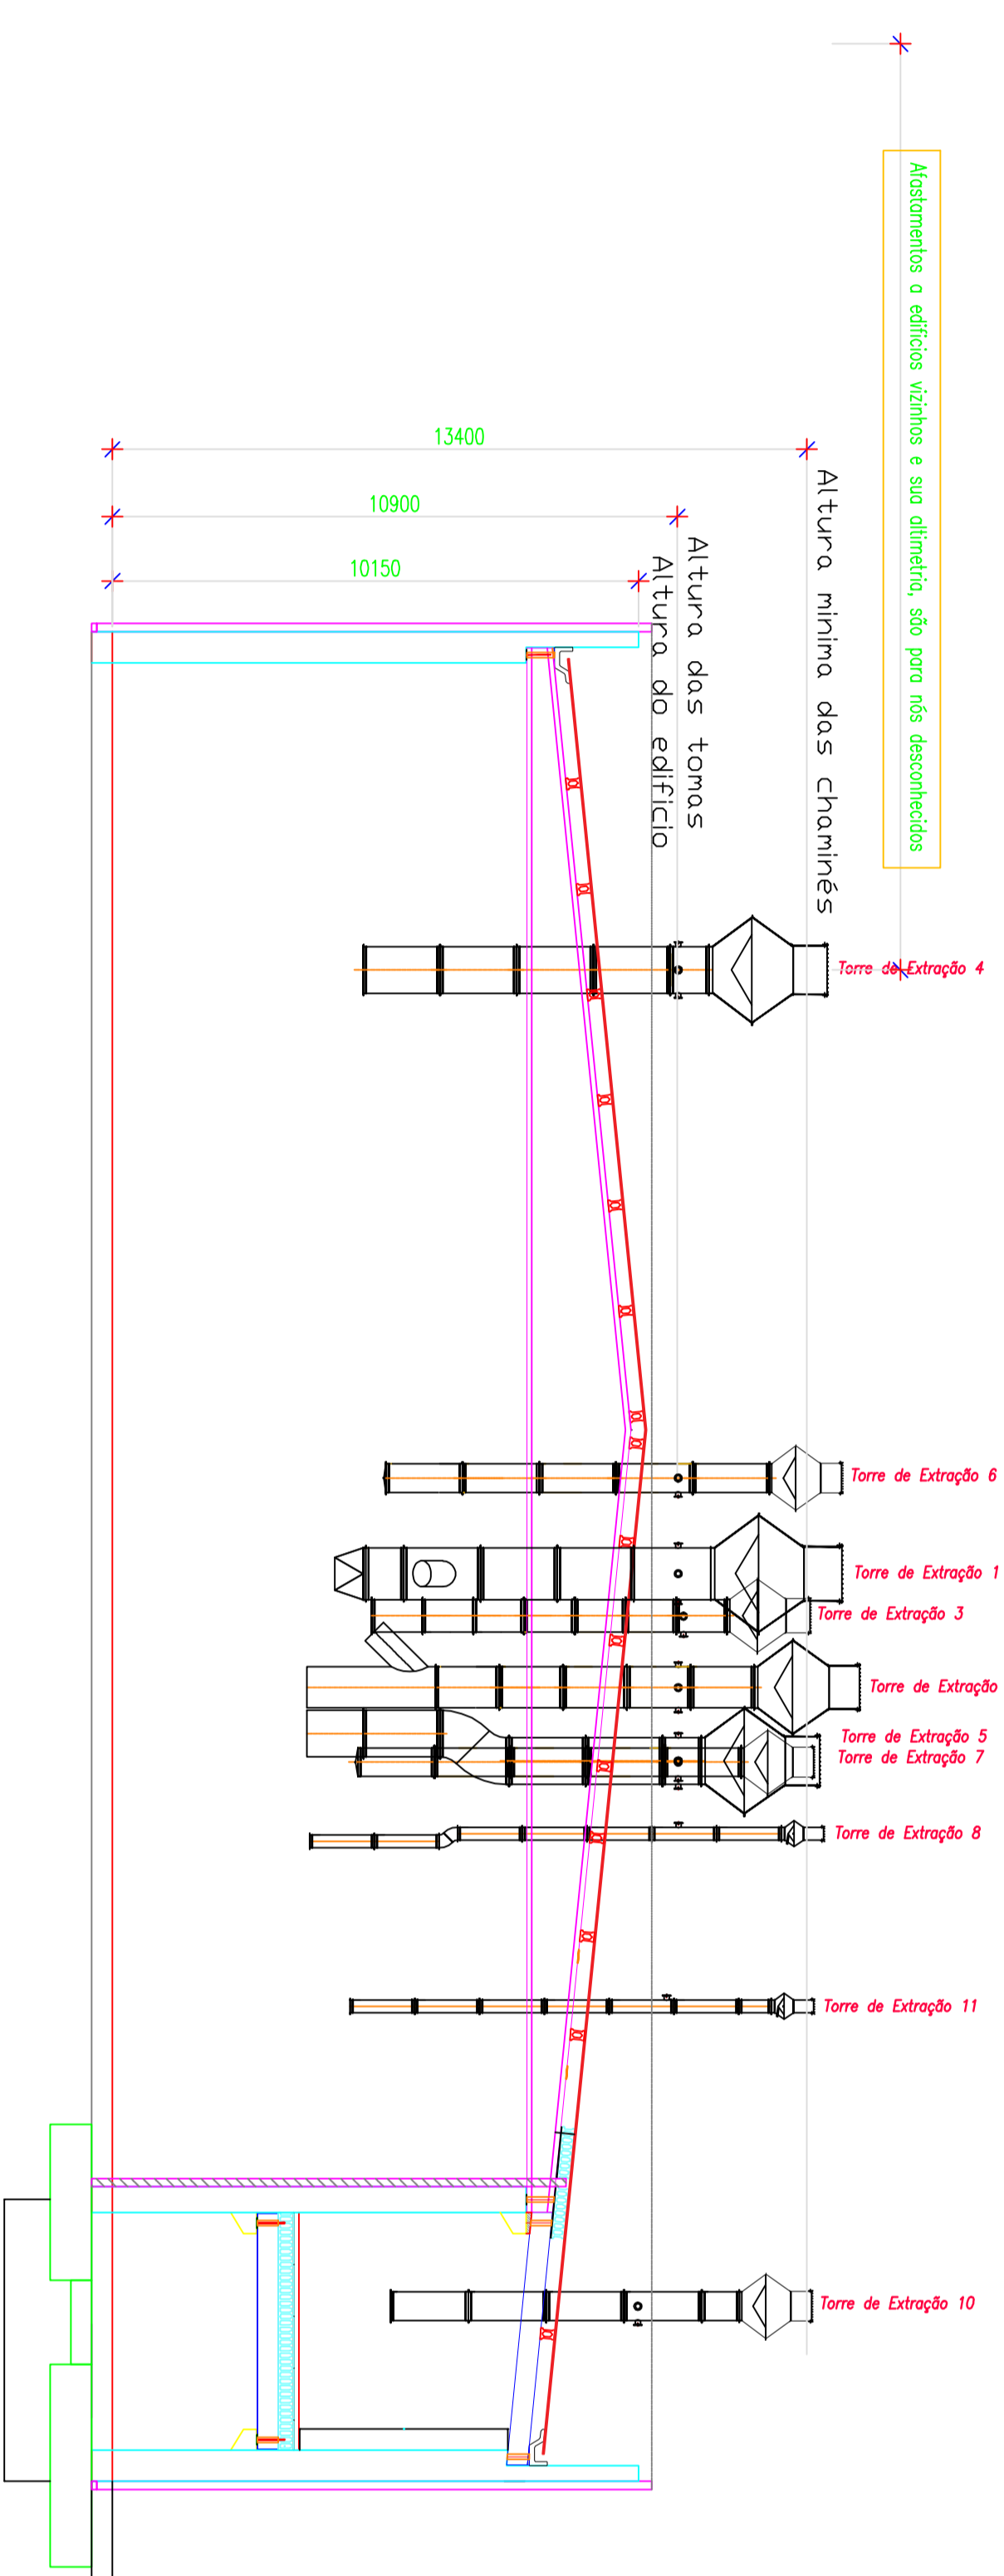 Afastamentos a edificios vizinhos e sua altimetria, são para nós desconhecidos
13400
Altura minima das chaminés
10900
Altura das tomas
10150
Altura do edificio
Torre de Extração 4
Torre de Extração 6
Torre de Extração 1
Torre de Extração 3
Torre de Extração
Torre de Extração 5
Torre de Extração 7
Torre de Extração 8
Torre de Extração 11
Torre de Extração 10